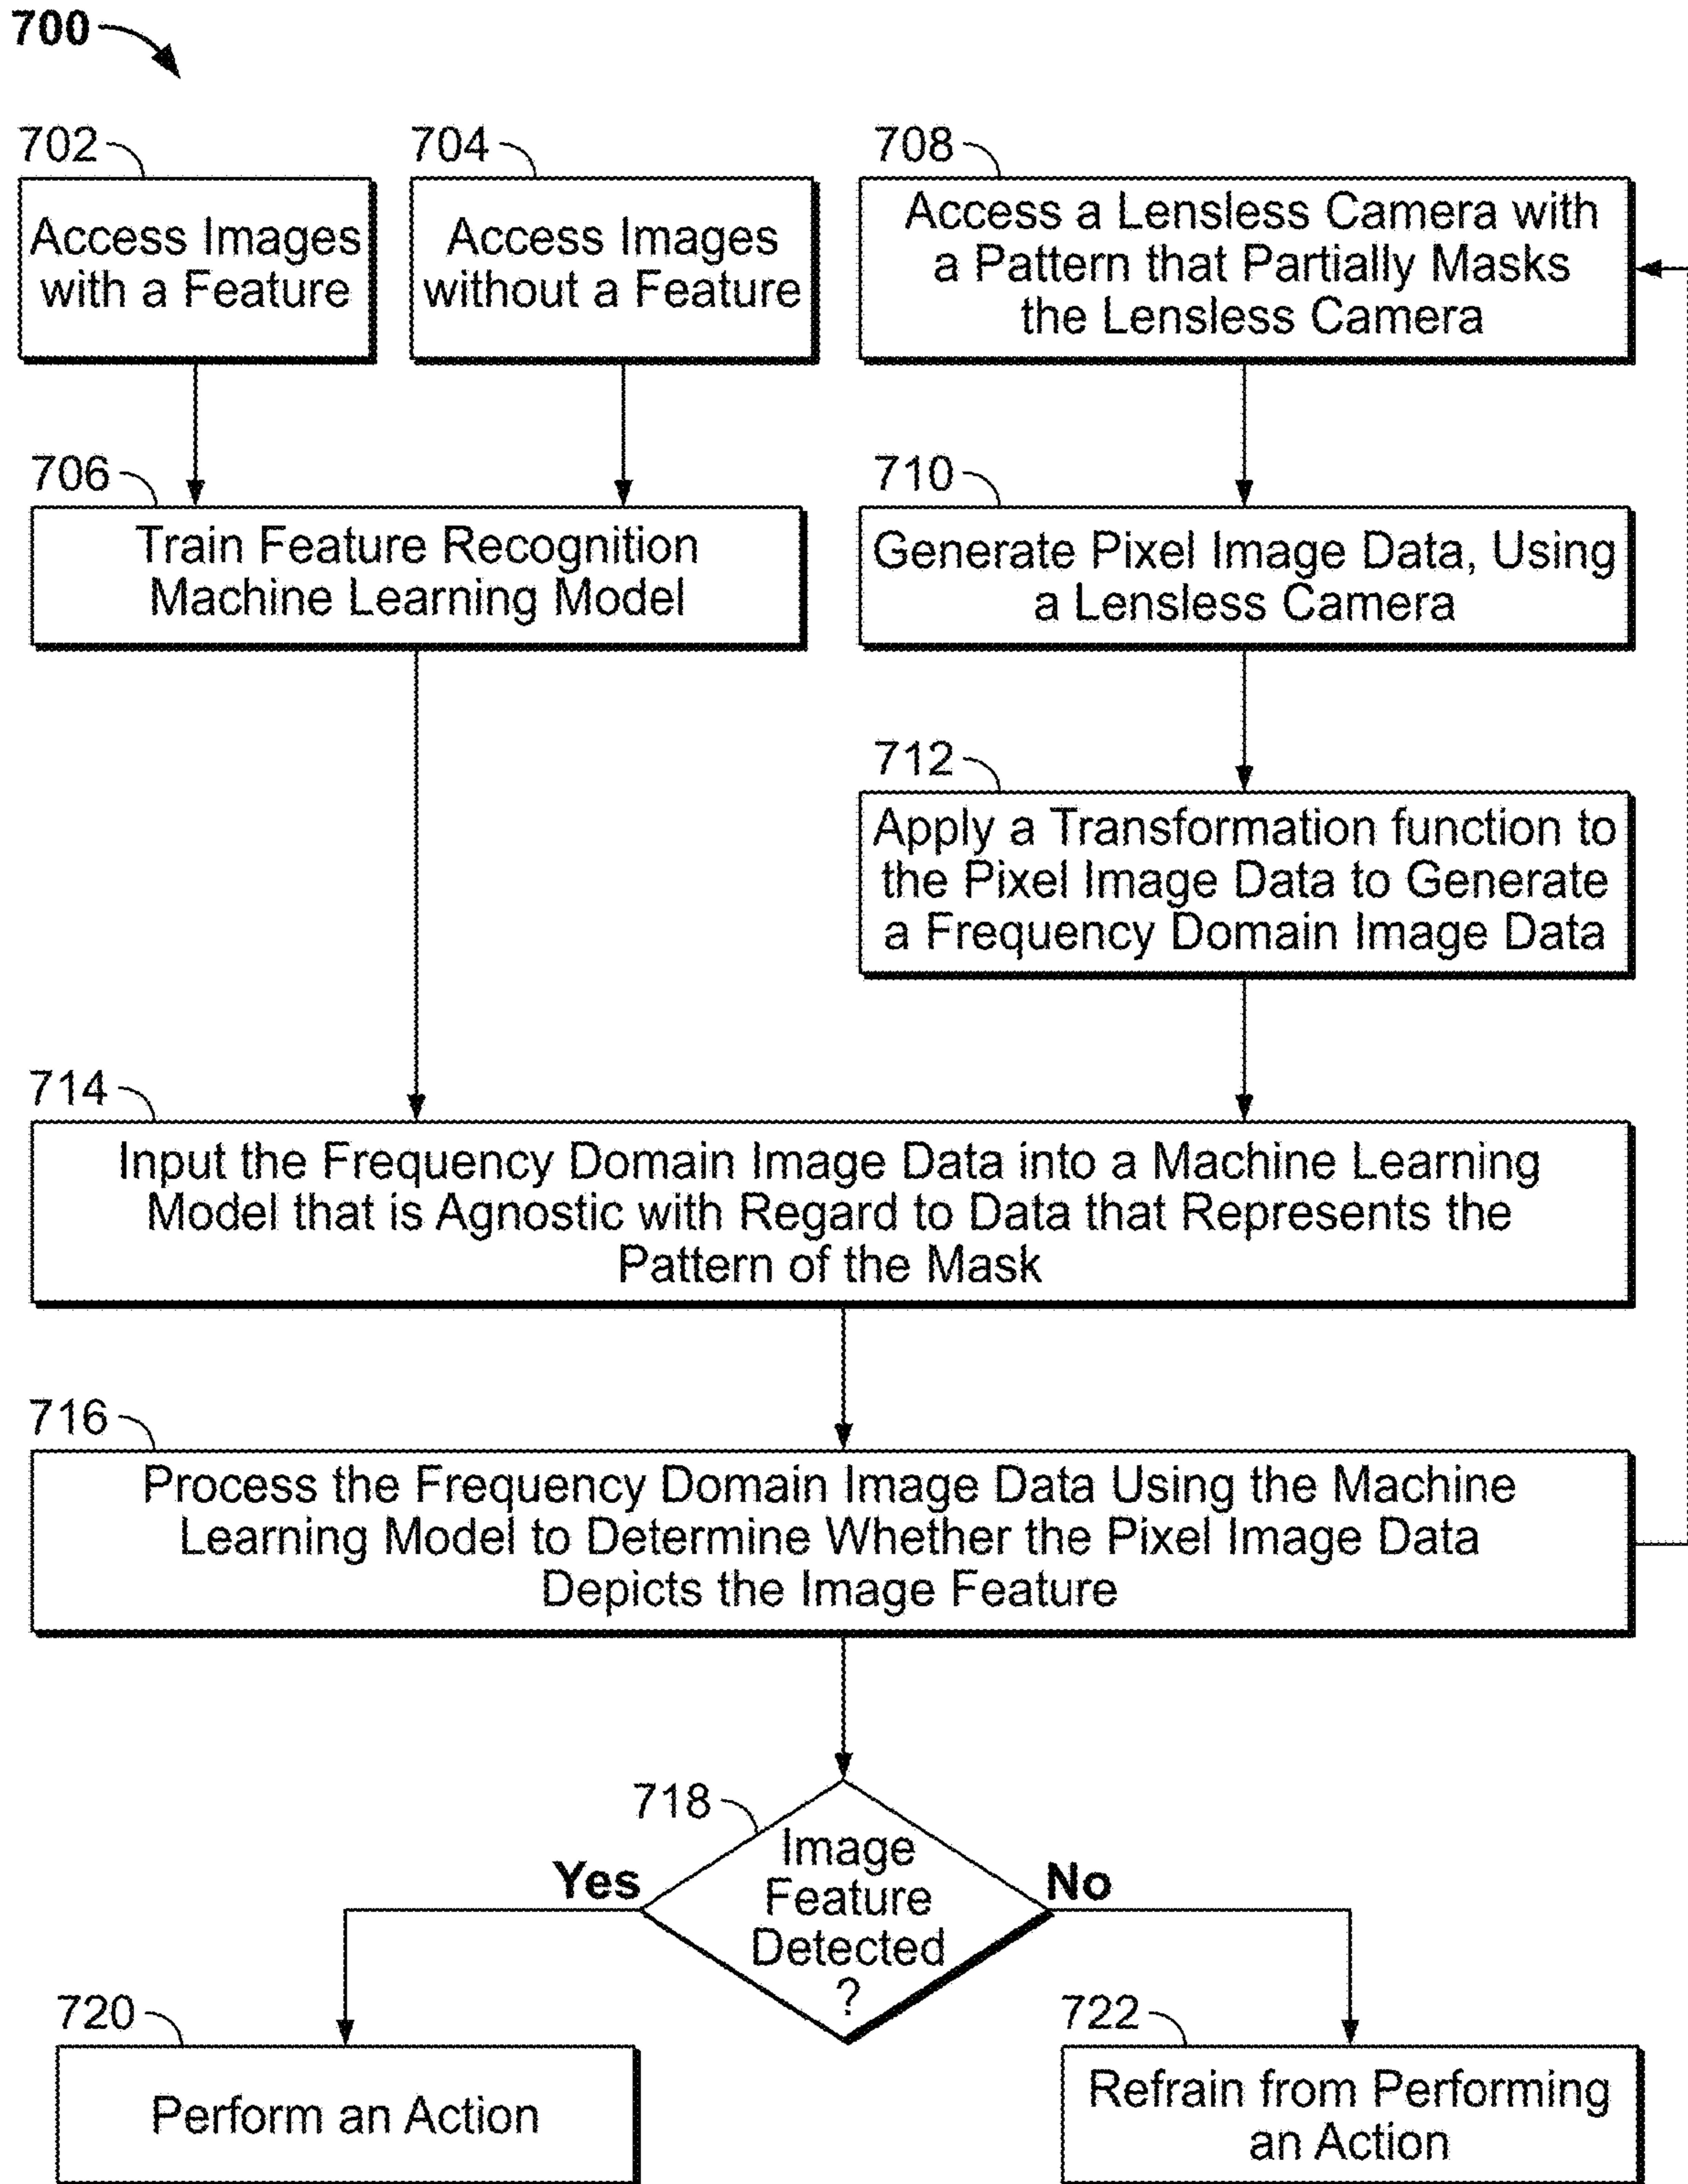 700
702
Access Images
with a Feature
704
Access Images
without a Feature
708
Access a Lensless Camera with
a Pattern that Partially Masks
the Lensless Camera
706
Train Feature Recognition
Machine Learning Model
710
Generate Pixel Image Data, Using
a Lensless Camera
712
Apply a Transformation function to
the Pixel Image Data to Generate
a Frequency Domain Image Data
714
Input the Frequency Domain Image Data into a Machine Learning
Model that is Agnostic with Regard to Data that Represents the
Pattern of the Mask
716
Process the Frequency Domain Image Data Using the Machine
Learning Model to Determine Whether the Pixel Image Data
Depicts the Image Feature
718
Image
Feature
Detected
?
Yes
No
720
Perform an Action
722
Refrain from Performing
an Action